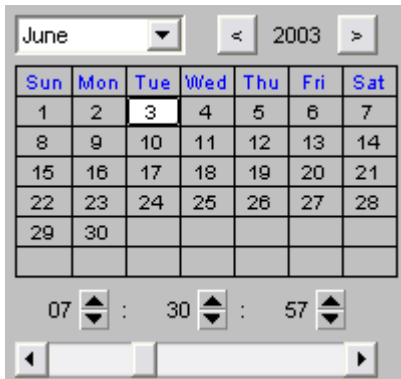 June < 2003 >
Sun Mon Tue Wed Thu Fri Sat
1 2 3 4 5 6 7
8 9 10 11 12 13 14
15 16 17 18 19 20 21
22 23 24 25 26 27 28
29 30
07 : 30 : 57